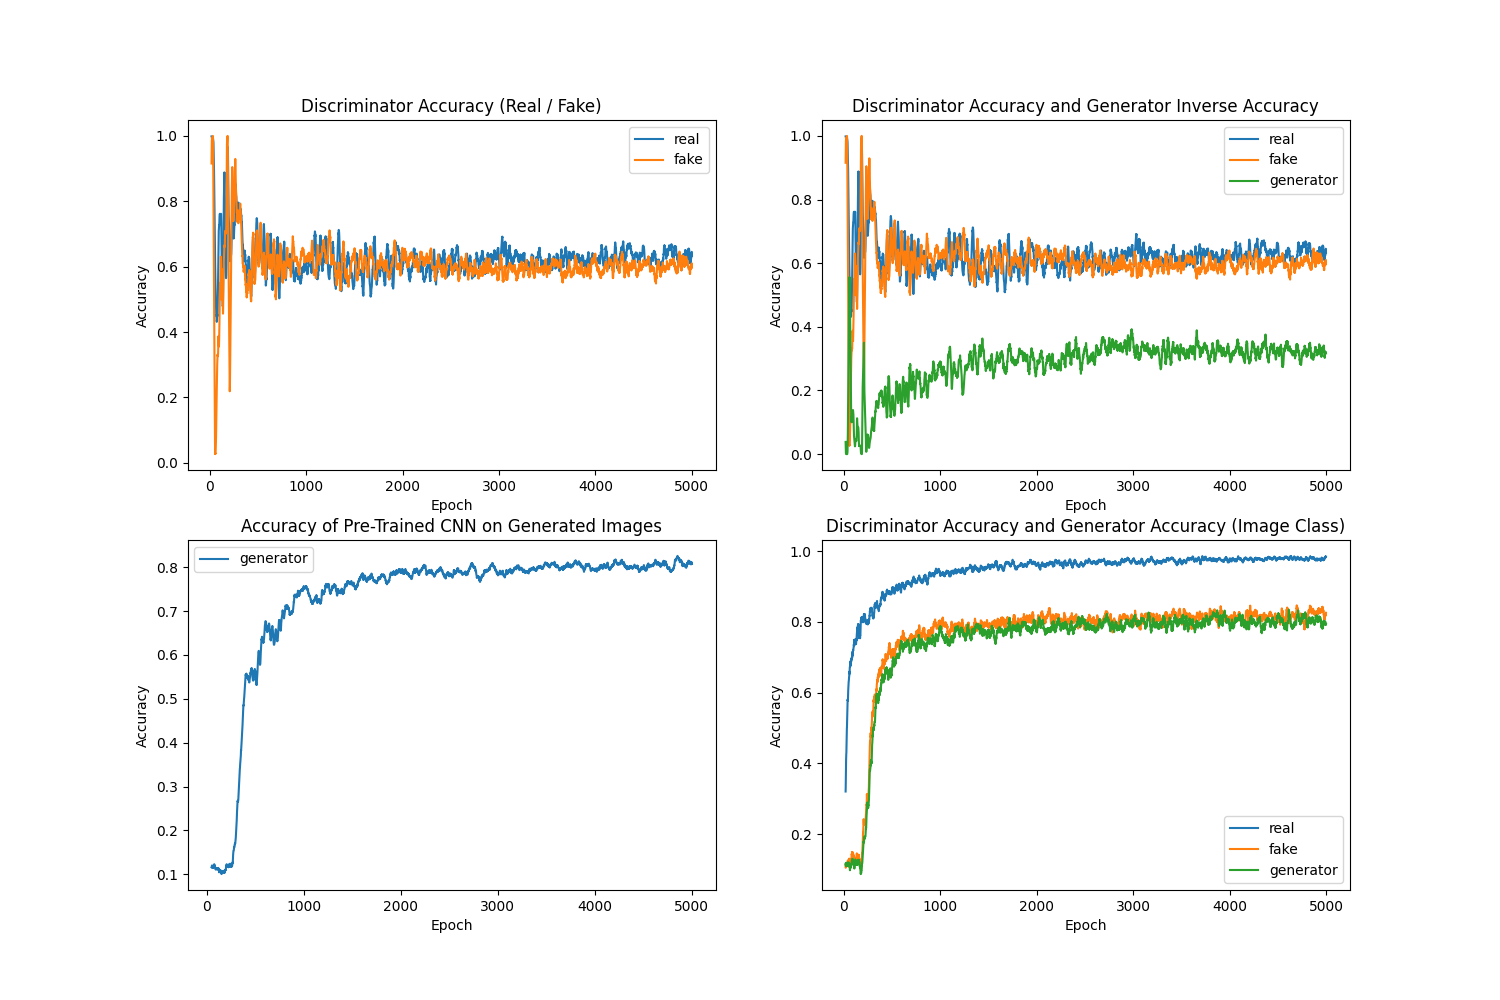 Discriminator Accuracy (Real / Fake)
1.0
0.8
0.6
0.4
0.2
0.0
Accuracy
real
fake
0 1000 2000 3000 4000 5000
Epoch
Discriminator Accuracy and Generator Inverse Accuracy
1.0
0.8
0.6
0.4
0.2
0.0
Accuracy
real
fake
generator
0 1000 2000 3000 4000 5000
Epoch
Accuracy of Pre-Trained CNN on Generated Images
0.8
0.7
0.6
0.5
0.4
0.3
0.2
0.1
Accuracy
generator
0 1000 2000 3000 4000 5000
Epoch
Discriminator Accuracy and Generator Accuracy (Image Class)
1.0
0.8
0.6
0.4
0.2
Accuracy
real
fake
generator
0 1000 2000 3000 4000 5000
Epoch